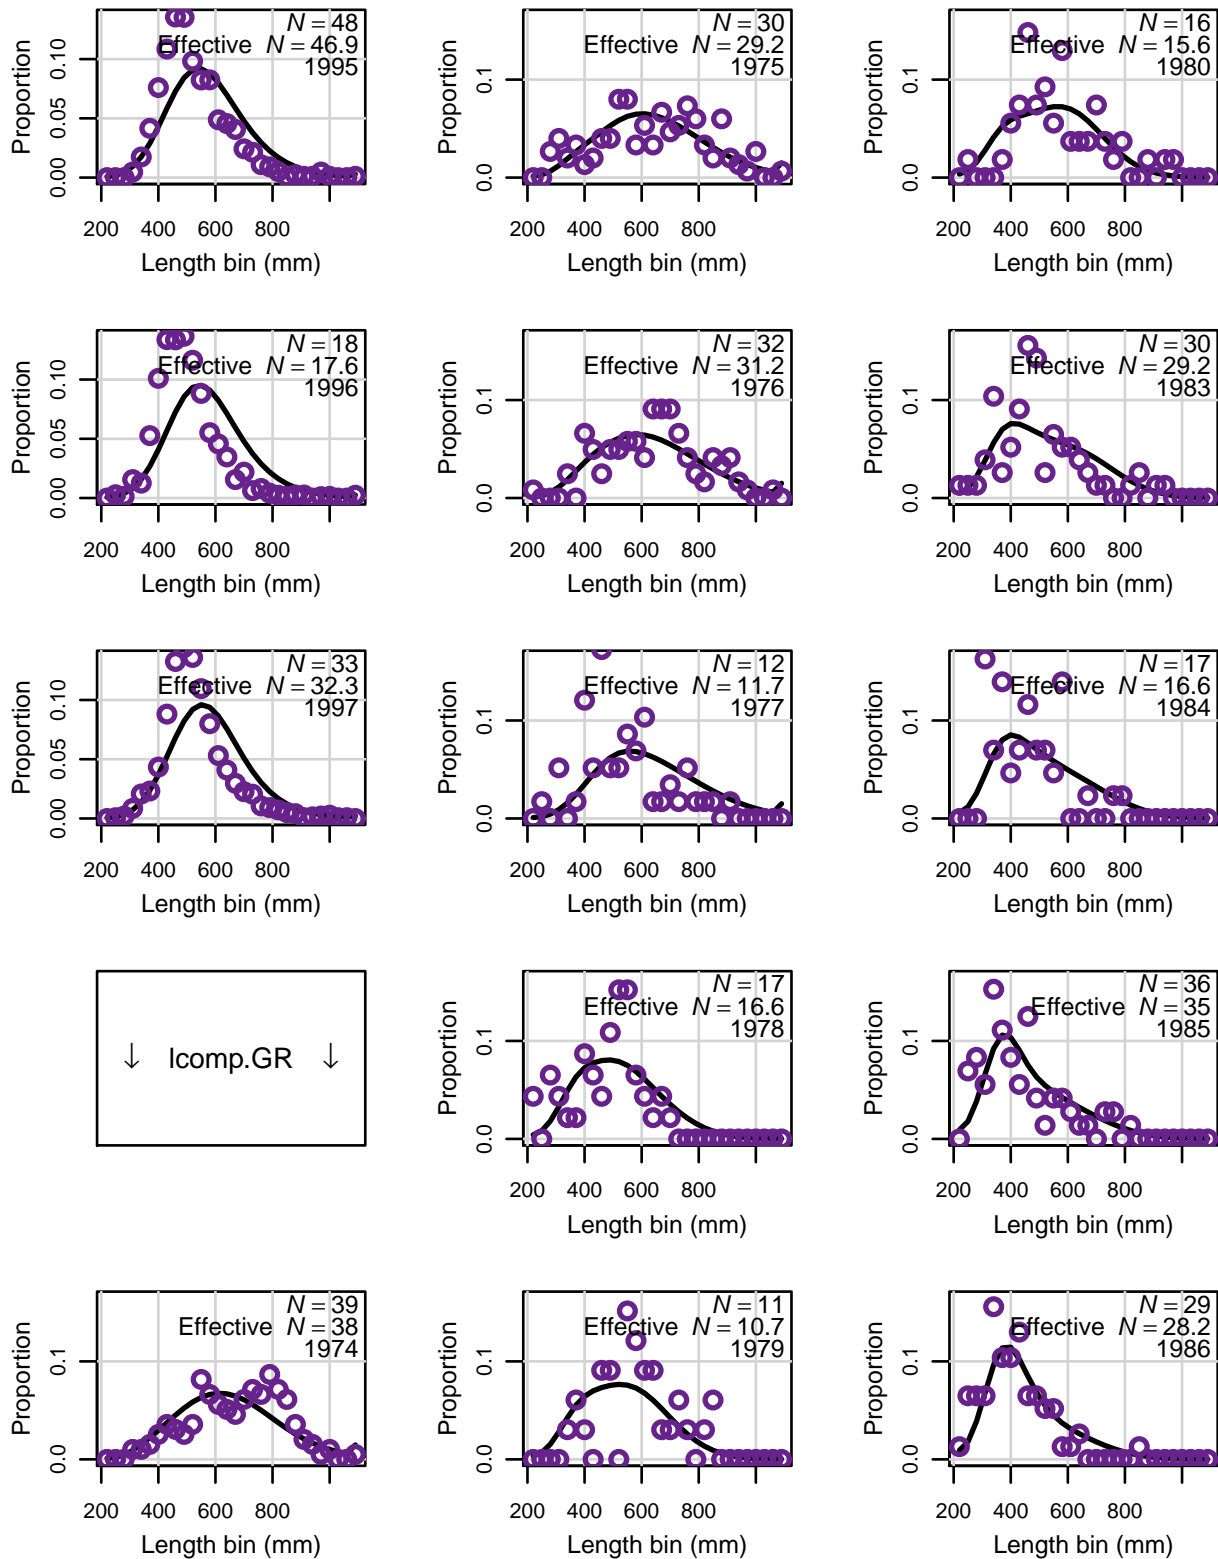 N = 48
Effective N = 46.9
1995
Proportion
0.00 0.05 0.10
200 400 600 800
Length bin (mm)
N = 30
Effective N = 29.2
1975
Proportion
0.0 0.1
200 400 600 800
Length bin (mm)
N = 16
Effective N = 15.6
1980
Proportion
0.0 0.1
200 400 600 800
Length bin (mm)
N = 18
Effective N = 17.6
1996
Proportion
0.00 0.05 0.10
200 400 600 800
Length bin (mm)
N = 32
Effective N = 31.2
1976
Proportion
0.0 0.1
200 400 600 800
Length bin (mm)
N = 30
Effective N = 29.2
1983
Proportion
0.0 0.1
200 400 600 800
Length bin (mm)
N = 33
Effective N = 32.3
1997
Proportion
0.00 0.05 0.10
200 400 600 800
Length bin (mm)
N = 12
Effective N = 11.7
1977
Proportion
0.0 0.1
200 400 600 800
Length bin (mm)
N = 17
Effective N = 16.6
1984
Proportion
0.0 0.1
200 400 600 800
Length bin (mm)
↓ lcomp.GR ↓
N = 17
Effective N = 16.6
1978
Proportion
0.0 0.1
200 400 600 800
Length bin (mm)
N = 36
Effective N = 35
1985
Proportion
0.0 0.1
200 400 600 800
Length bin (mm)
N = 39
Effective N = 38
1974
Proportion
0.0 0.1
200 400 600 800
Length bin (mm)
N = 11
Effective N = 10.7
1979
Proportion
0.0 0.1
200 400 600 800
Length bin (mm)
N = 29
Effective N = 28.2
1986
Proportion
0.0 0.1
200 400 600 800
Length bin (mm)